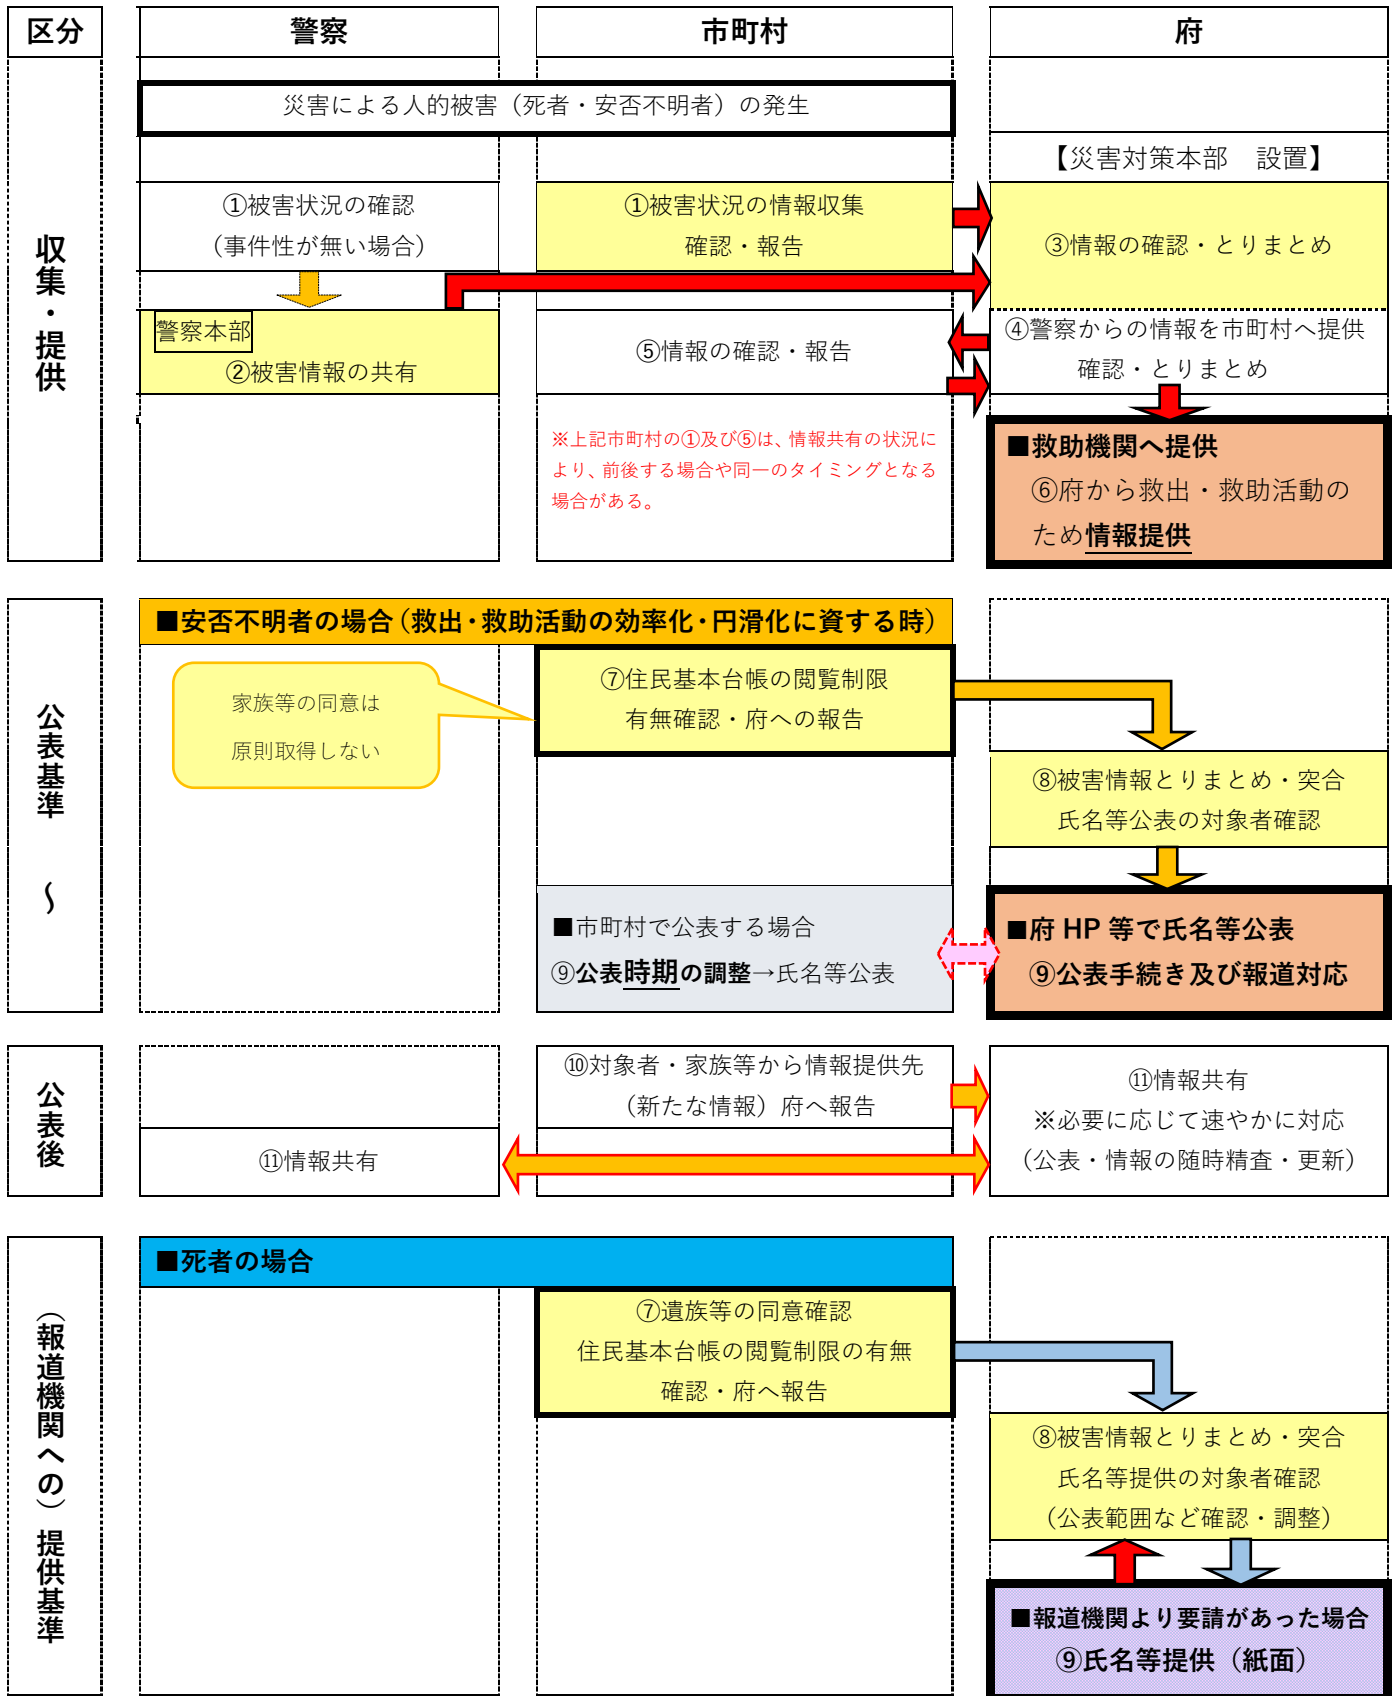 区分
警察
市町村
府
収集・提供
災害による人的被害（死者・安否不明者）の発生
【災害対策本部　設置】
①被害状況の確認
（事件性が無い場合）
①被害状況の情報収集
確認・報告
③情報の確認・とりまとめ
警察本部
②被害情報の共有
⑤情報の確認・報告
④警察からの情報を市町村へ提供
確認・とりまとめ
※上記市町村の①及び⑤は、情報共有の状況に
より、前後する場合や同一のタイミングとなる
場合がある。
■救助機関へ提供
⑥府から救出・救助活動の
ため情報提供
公表基準　～
■安否不明者の場合（救出・救助活動の効率化・円滑化に資する時）
家族等の同意は
原則取得しない
⑦住民基本台帳の閲覧制限
有無確認・府への報告
⑧被害情報とりまとめ・突合
氏名等公表の対象者確認
■市町村で公表する場合
⑨公表時期の調整→氏名等公表
■府 HP 等で氏名等公表
⑨公表手続き及び報道対応
公表後
⑩対象者・家族等から情報提供先
（新たな情報）府へ報告
⑪情報共有
⑪情報共有
※必要に応じて速やかに対応
（公表・情報の随時精査・更新）
（報道機関への）提供基準
■死者の場合
⑦遺族等の同意確認
住民基本台帳の閲覧制限の有無
確認・府へ報告
⑧被害情報とりまとめ・突合
氏名等提供の対象者確認
（公表範囲など確認・調整）
■報道機関より要請があった場合
⑨氏名等提供（紙面）